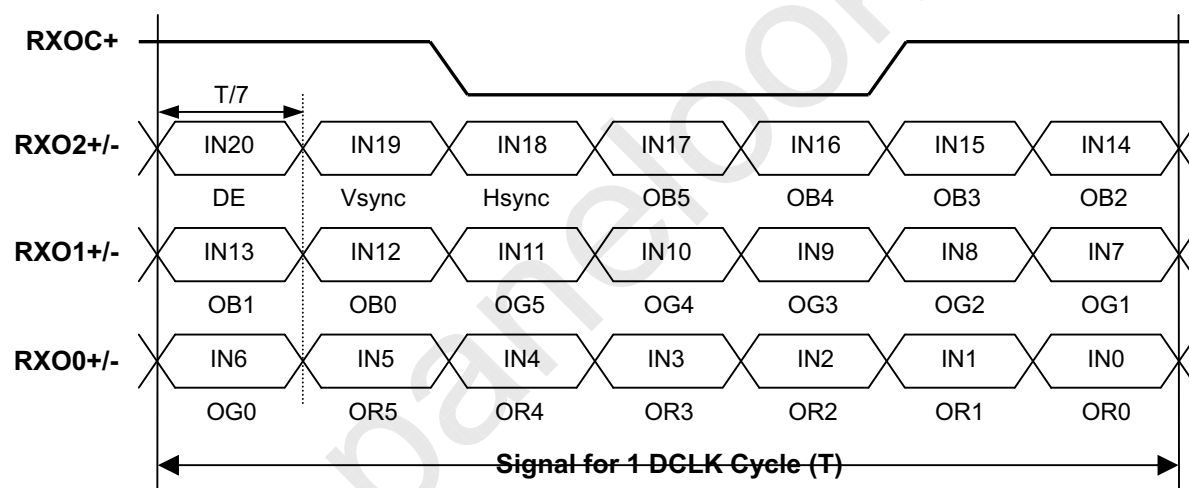 RXOC+
T/7
RXO2+/- IN20 IN19 IN18 IN17 IN16 IN15 IN14
DE Vsync Hsync OB5 OB4 OB3 OB2
RXO1+/- IN13 IN12 IN11 IN10 IN9 IN8 IN7
OB1 OB0 OG5 OG4 OG3 OG2 OG1
RXO0+/- IN6 IN5 IN4 IN3 IN2 IN1 IN0
OG0 OR5 OR4 OR3 OR2 OR1 OR0
Signal for 1 DCLK Cycle (T)